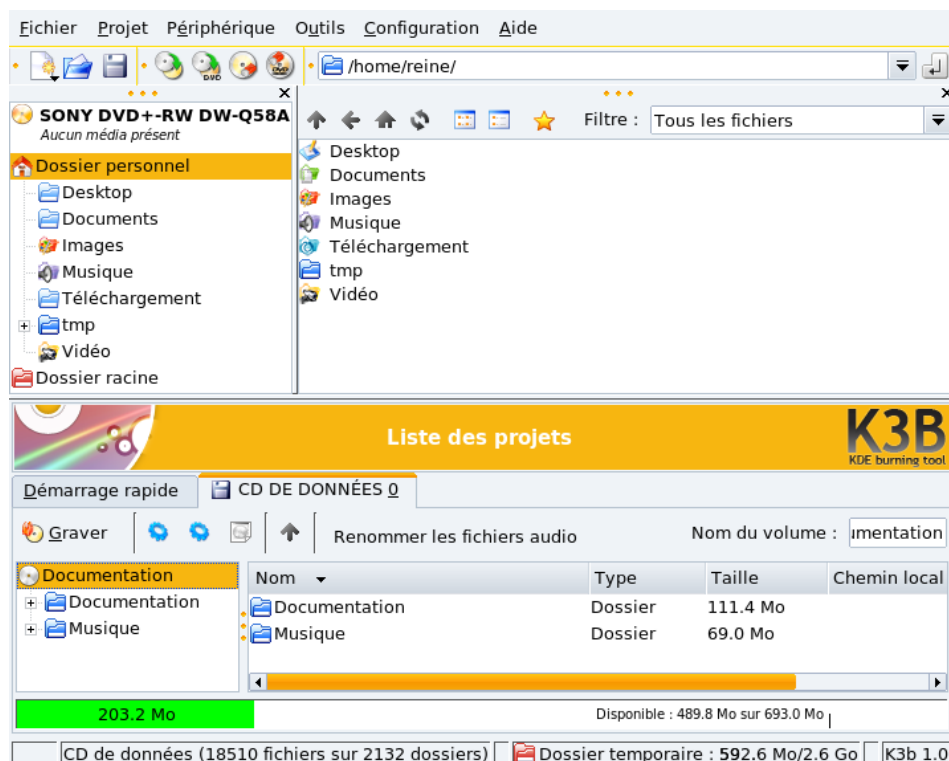 Fichier Projet Périphérique Outils Configuration Aide
DVD
/home/reine/
SONY DVD+-RW DW-Q58A
Aucun média présent
Dossier personnel
Desktop
Documents
Images
Musique
Téléchargement
tmp
Vidéo
Dossier racine
Filtre : Tous les fichiers
Desktop
Documents
Images
Musique
Téléchargement
tmp
Vidéo
Liste des projets
K3B
KDE burning tool
Démarrage rapide
CD DE DONNÉES 0
Graver
Renommer les fichiers audio
Nom du volume : umentation
Documentation
Documentation
Musique
Nom Type Taille Chemin local
Documentation Dossier 111.4 Mo
Musique Dossier 69.0 Mo
203.2 Mo
Disponible : 489.8 Mo sur 693.0 Mo
CD de données (18510 fichiers sur 2132 dossiers)
Dossier temporaire : 592.6 Mo/2.6 Go
K3b 1.0